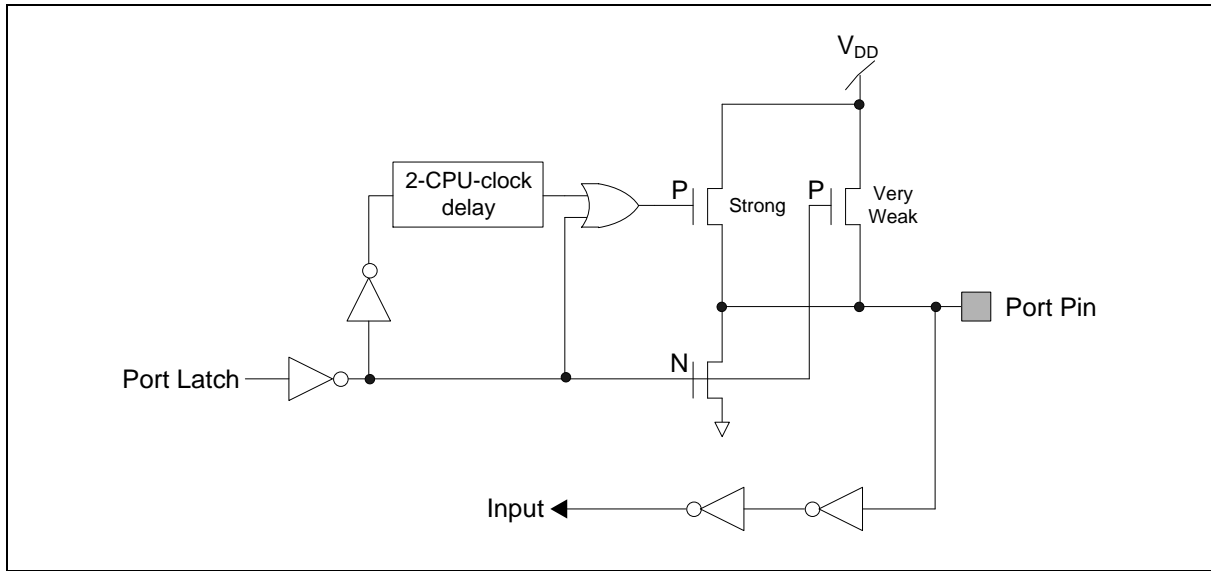 VDD
2-CPU-clock
delay
P
Strong
P
Very
Weak
Port Pin
Port Latch
N
Input